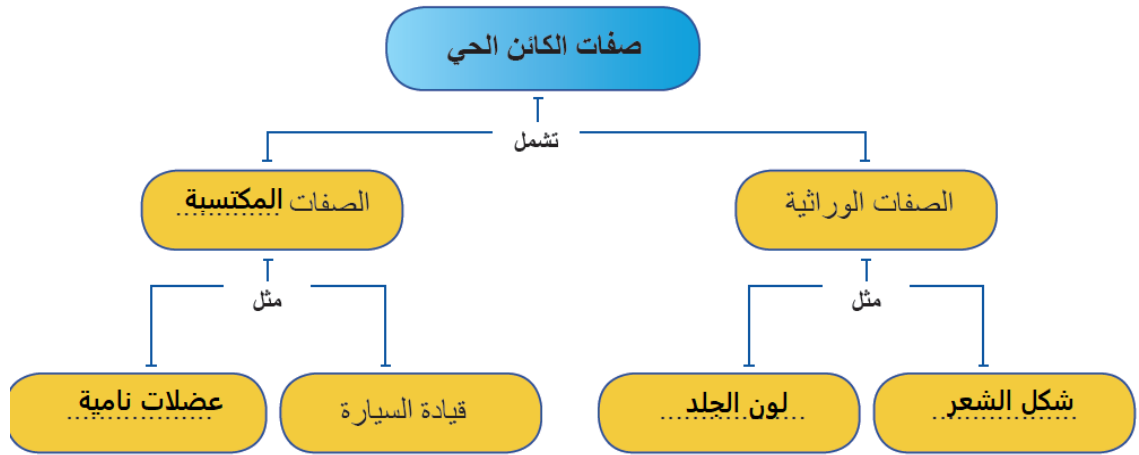 صفات الكائن الحي
تشمل
الصفات الوراثية
الصفات المكتسبة
مثل
مثل
شكل الشعر
لون الجلد
قيادة السيارة
عضلات نامية